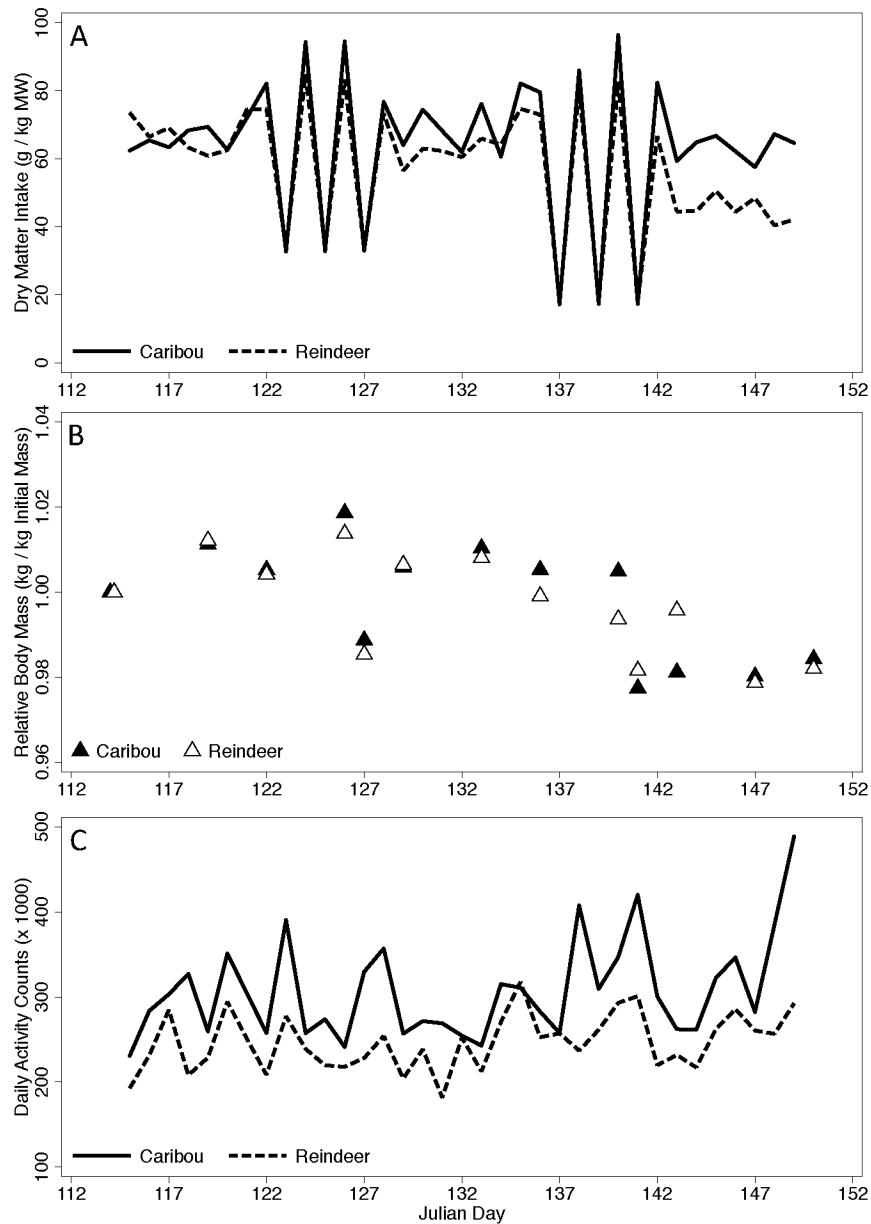 A
Dry Matter Intake (g / kg MW)
100
80
60
40
20
0
Caribou Reindeer
112 117 122 127 132 137 142 147 152
B
Relative Body Mass (kg / kg Initial Mass)
1.04
1.02
1.00
0.98
0.96
Caribou Reindeer
112 117 122 127 132 137 142 147 152
C
Daily Activity Counts (x 1000)
500
400
300
200
100
Caribou Reindeer
112 117 122 127 132 137 142 147 152
Julian Day